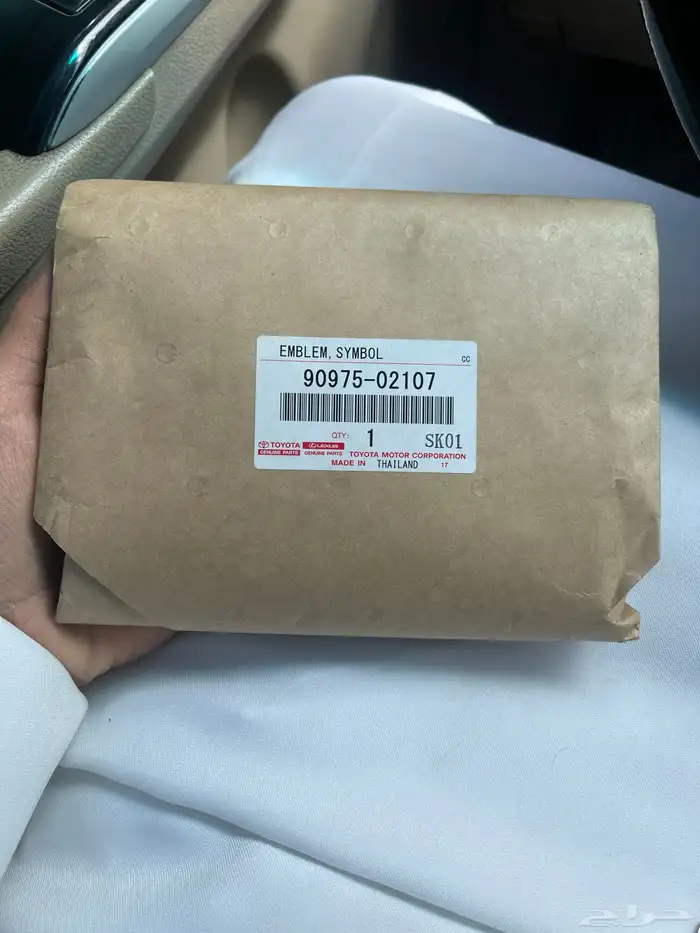 EMBLEM, SYMBOL
CC
90975-02107
QTY: 1 SK01
TOYOTA LEXUS
GENUINE PARTS GENUINE PARTS TOYOTA MOTOR CORPORATION
MADE IN THAILAND 17
حراج